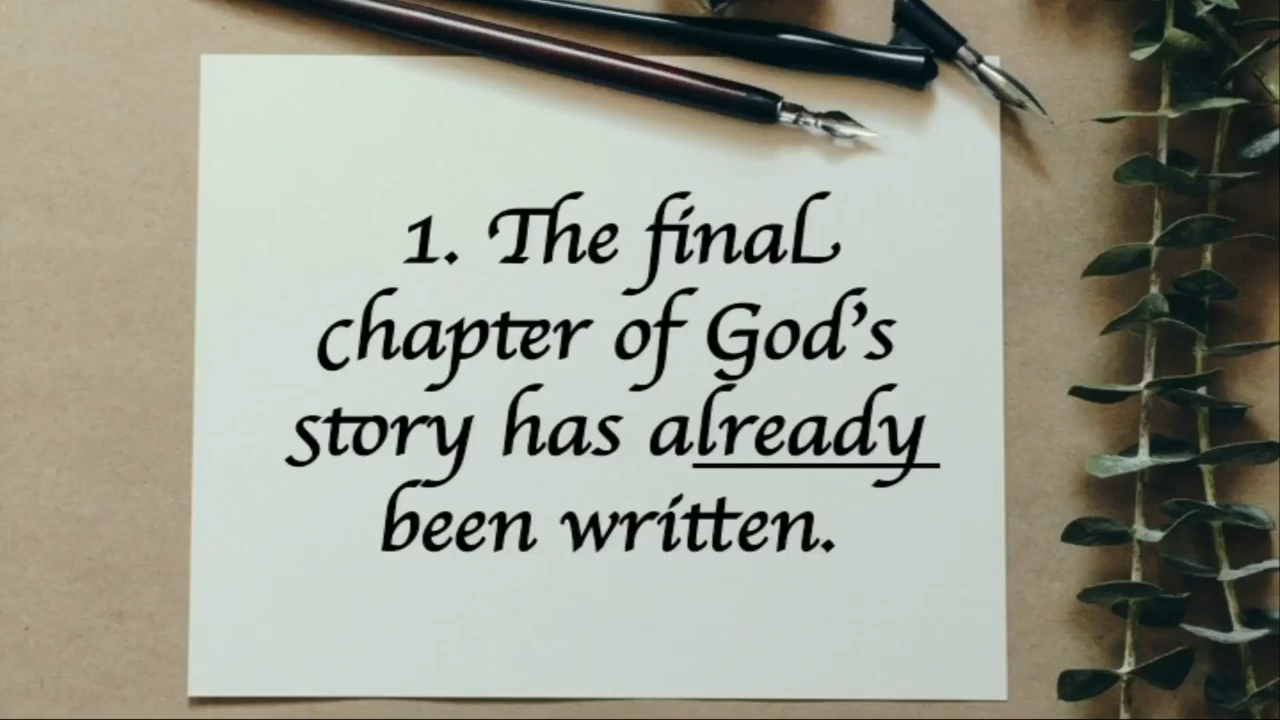 1. The final
chapter of God's
story has already
been written.